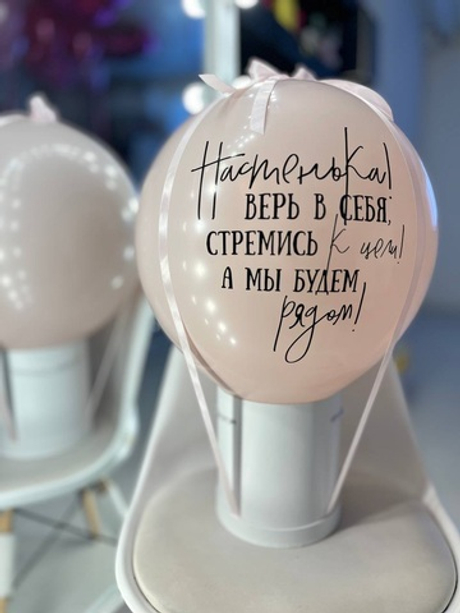 Настенька!
ВЕРЬ В СЕБЯ,
СТРЕМИСЬ к цели!
А МЫ БУДЕМ
рядом!